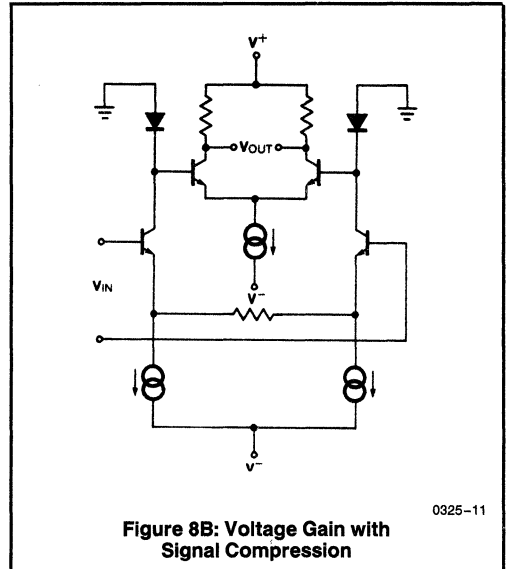 V+
VOUT
VIN
V−
V−
0325–11
Figure 8B: Voltage Gain with
Signal Compression